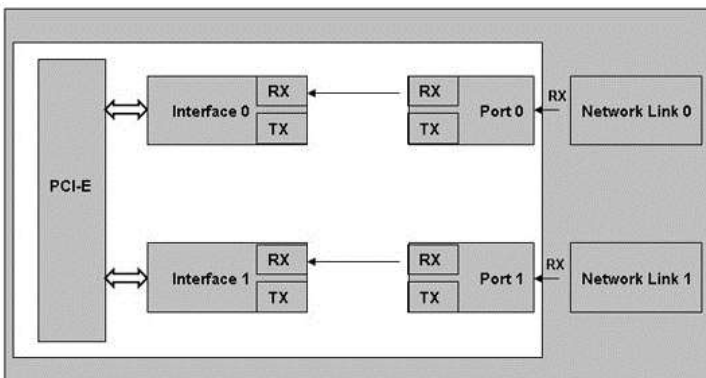 RX
RX
RX
Interface 0
Port 0
Network Link 0
TX
TX
PCI-E
RX
RX
RX
Interface 1
Port 1
Network Link 1
TX
TX